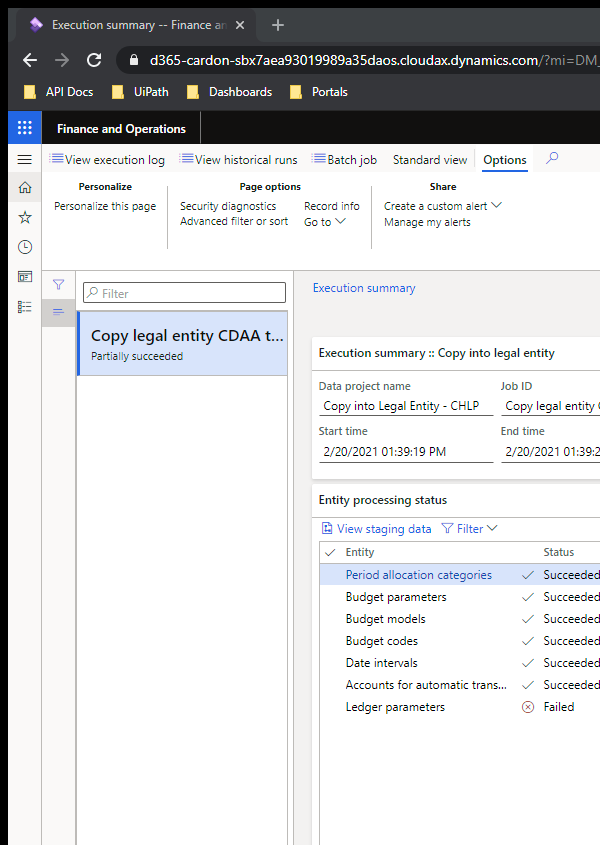 Execution summary -- Finance an
d365-cardon-sbx7aea93019989a35daos.cloudax.dynamics.com/?mi=DM_
API Docs UiPath Dashboards Portals
Finance and Operations
View execution log View historical runs Batch job Standard view Options
Personalize Page options Share
Personalize this page Security diagnostics Record info Create a custom alert
Advanced filter or sort Go to Manage my alerts
Filter
Execution summary
Copy legal entity CDAA t...
Partially succeeded
Execution summary :: Copy into legal entity
Data project name Job ID
Copy into Legal Entity - CHLP Copy legal entity C
Start time End time
2/20/2021 01:39:19 PM 2/20/2021 01:39:2
Entity processing status
View staging data Filter
Entity Status
Period allocation categories Succeeded
Budget parameters Succeeded
Budget models Succeeded
Budget codes Succeeded
Date intervals Succeeded
Accounts for automatic trans... Succeeded
Ledger parameters Failed